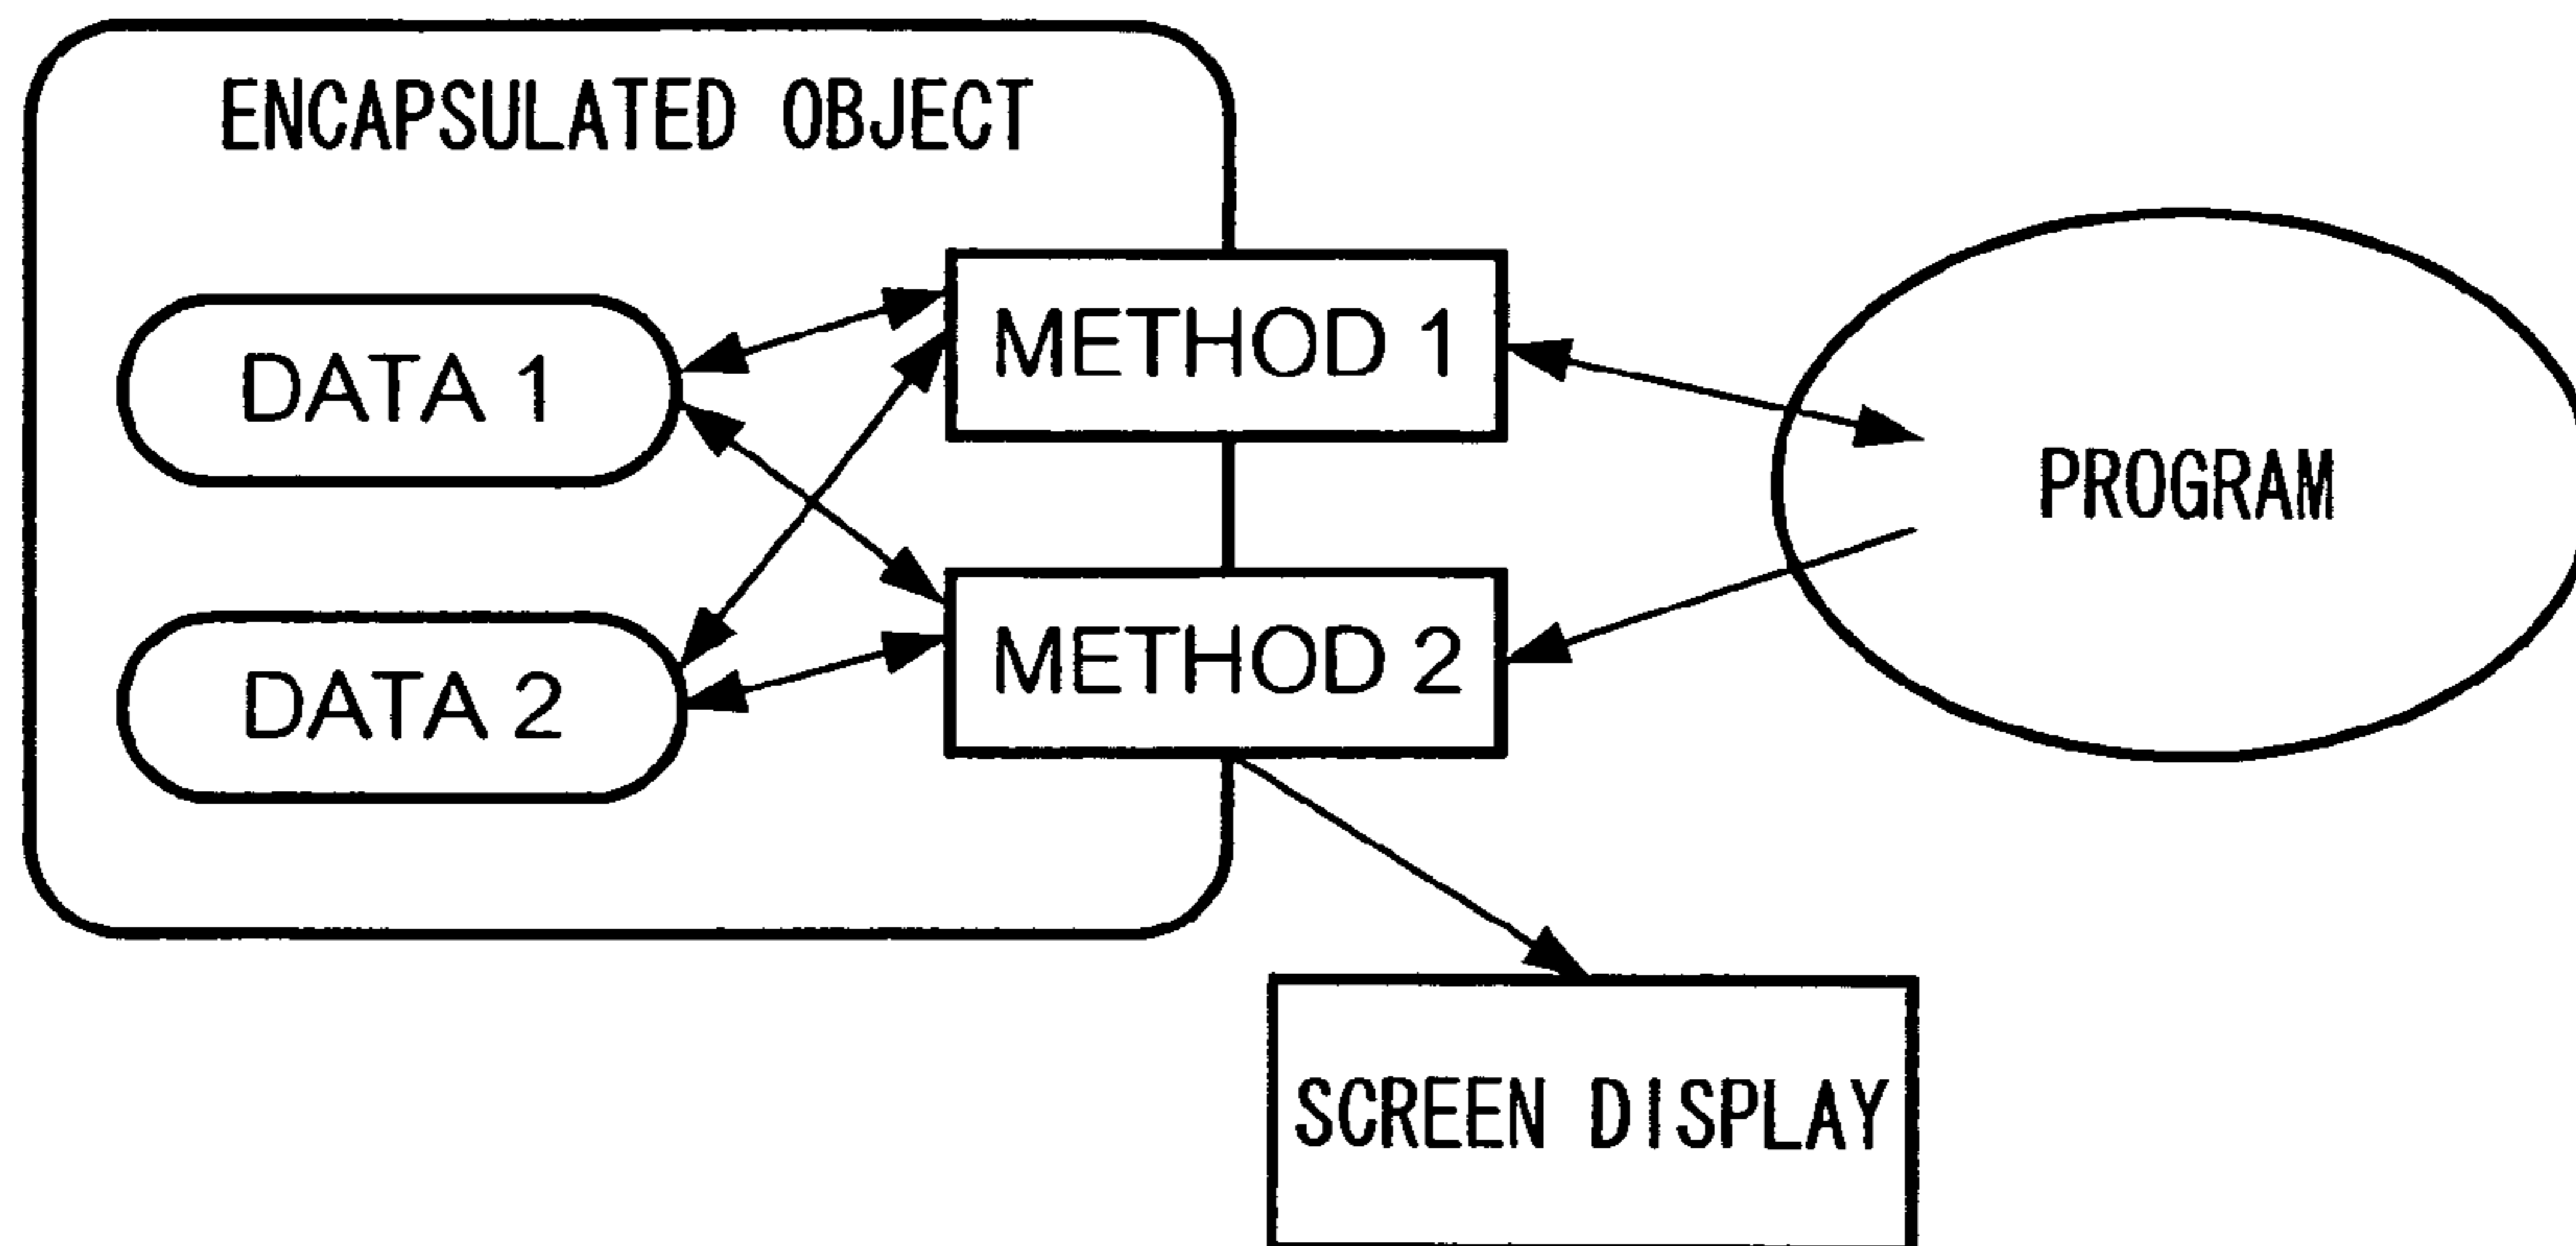 ENCAPSULATED OBJECT
DATA 1
METHOD 1
PROGRAM
DATA 2
METHOD 2
SCREEN DISPLAY